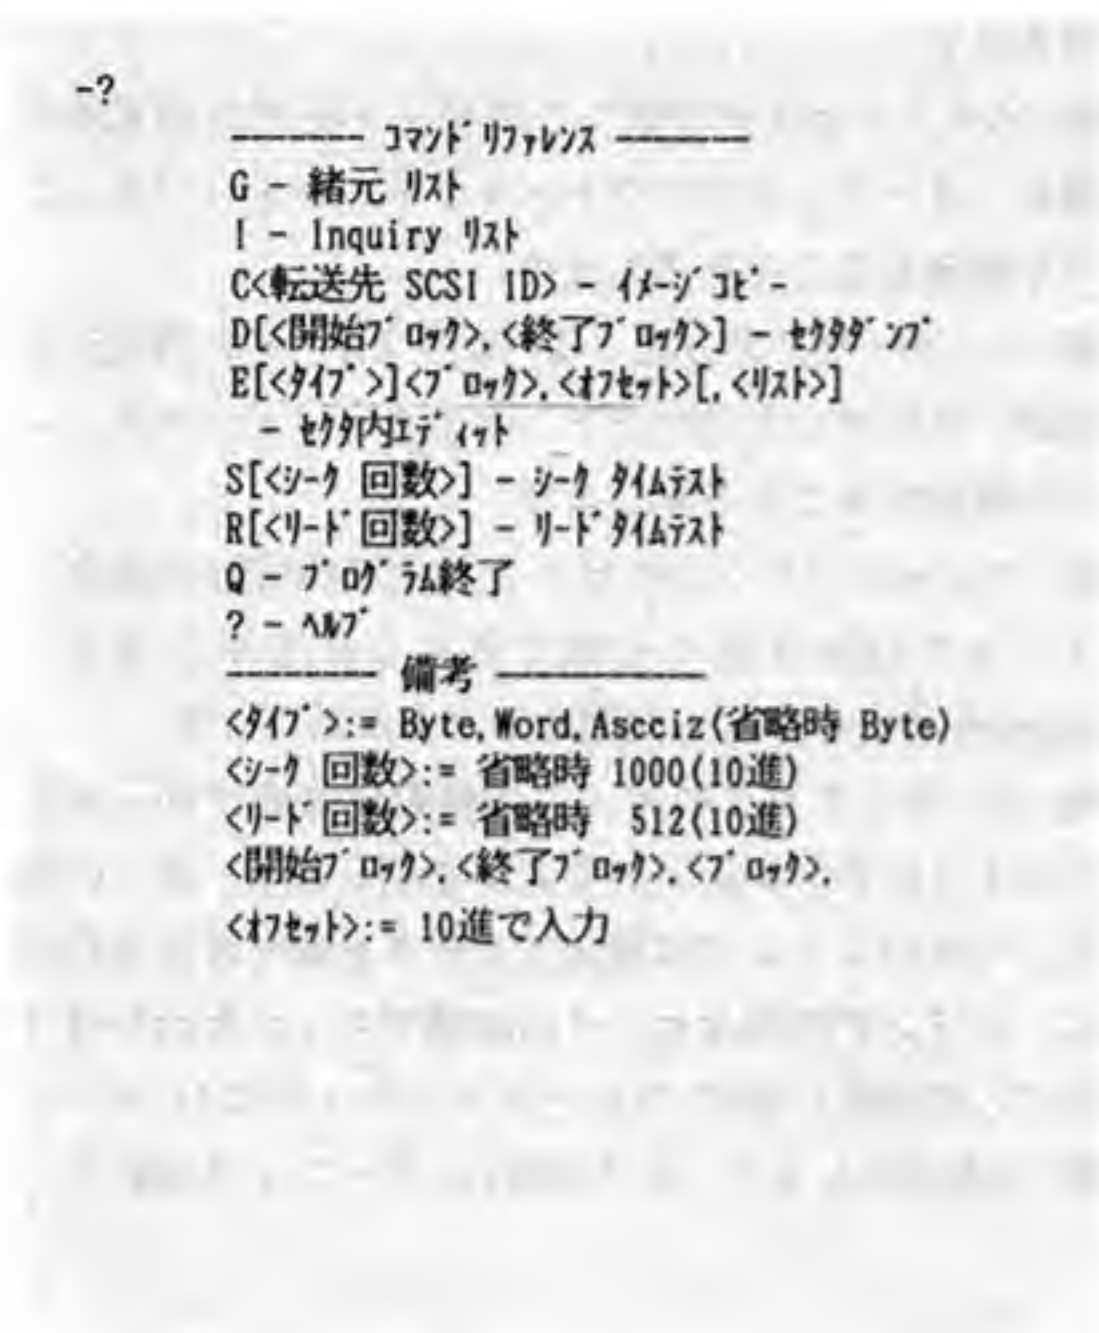 -?
------- ｺﾏﾝﾄﾞﾘﾌｧﾚﾝｽ -------
G - 緒元 ﾘｽﾄ
I - Inquiry ﾘｽﾄ
C<転送先 SCSI ID> - ｲﾒｰｼﾞｺﾋﾟｰ
D[<開始ﾌﾞﾛｯｸ>,<終了ﾌﾞﾛｯｸ>] - ｾｸﾀﾀﾞﾝﾌﾟ
E[<ﾀｲﾌﾟ>]<ﾌﾞﾛｯｸ>,<ｵﾌｾｯﾄ>[,<ﾘｽﾄ>]
- ｾｸﾀ内ｴﾃﾞｨｯﾄ
S[<ｼｰｸ 回数>] - ｼｰｸ ﾀｲﾑﾃｽﾄ
R[<ﾘｰﾄﾞ回数>] - ﾘｰﾄﾞﾀｲﾑﾃｽﾄ
Q - ﾌﾟﾛｸﾞﾗﾑ終了
? - ﾍﾙﾌﾟ
-------- 備考 -----------
<ﾀｲﾌﾟ>:= Byte,Word,Ascciz(省略時 Byte)
<ｼｰｸ 回数>:= 省略時 1000(10進)
<ﾘｰﾄﾞ回数>:= 省略時  512(10進)
<開始ﾌﾞﾛｯｸ>,<終了ﾌﾞﾛｯｸ>,<ﾌﾞﾛｯｸ>,
<ｵﾌｾｯﾄ>:= 10進で入力